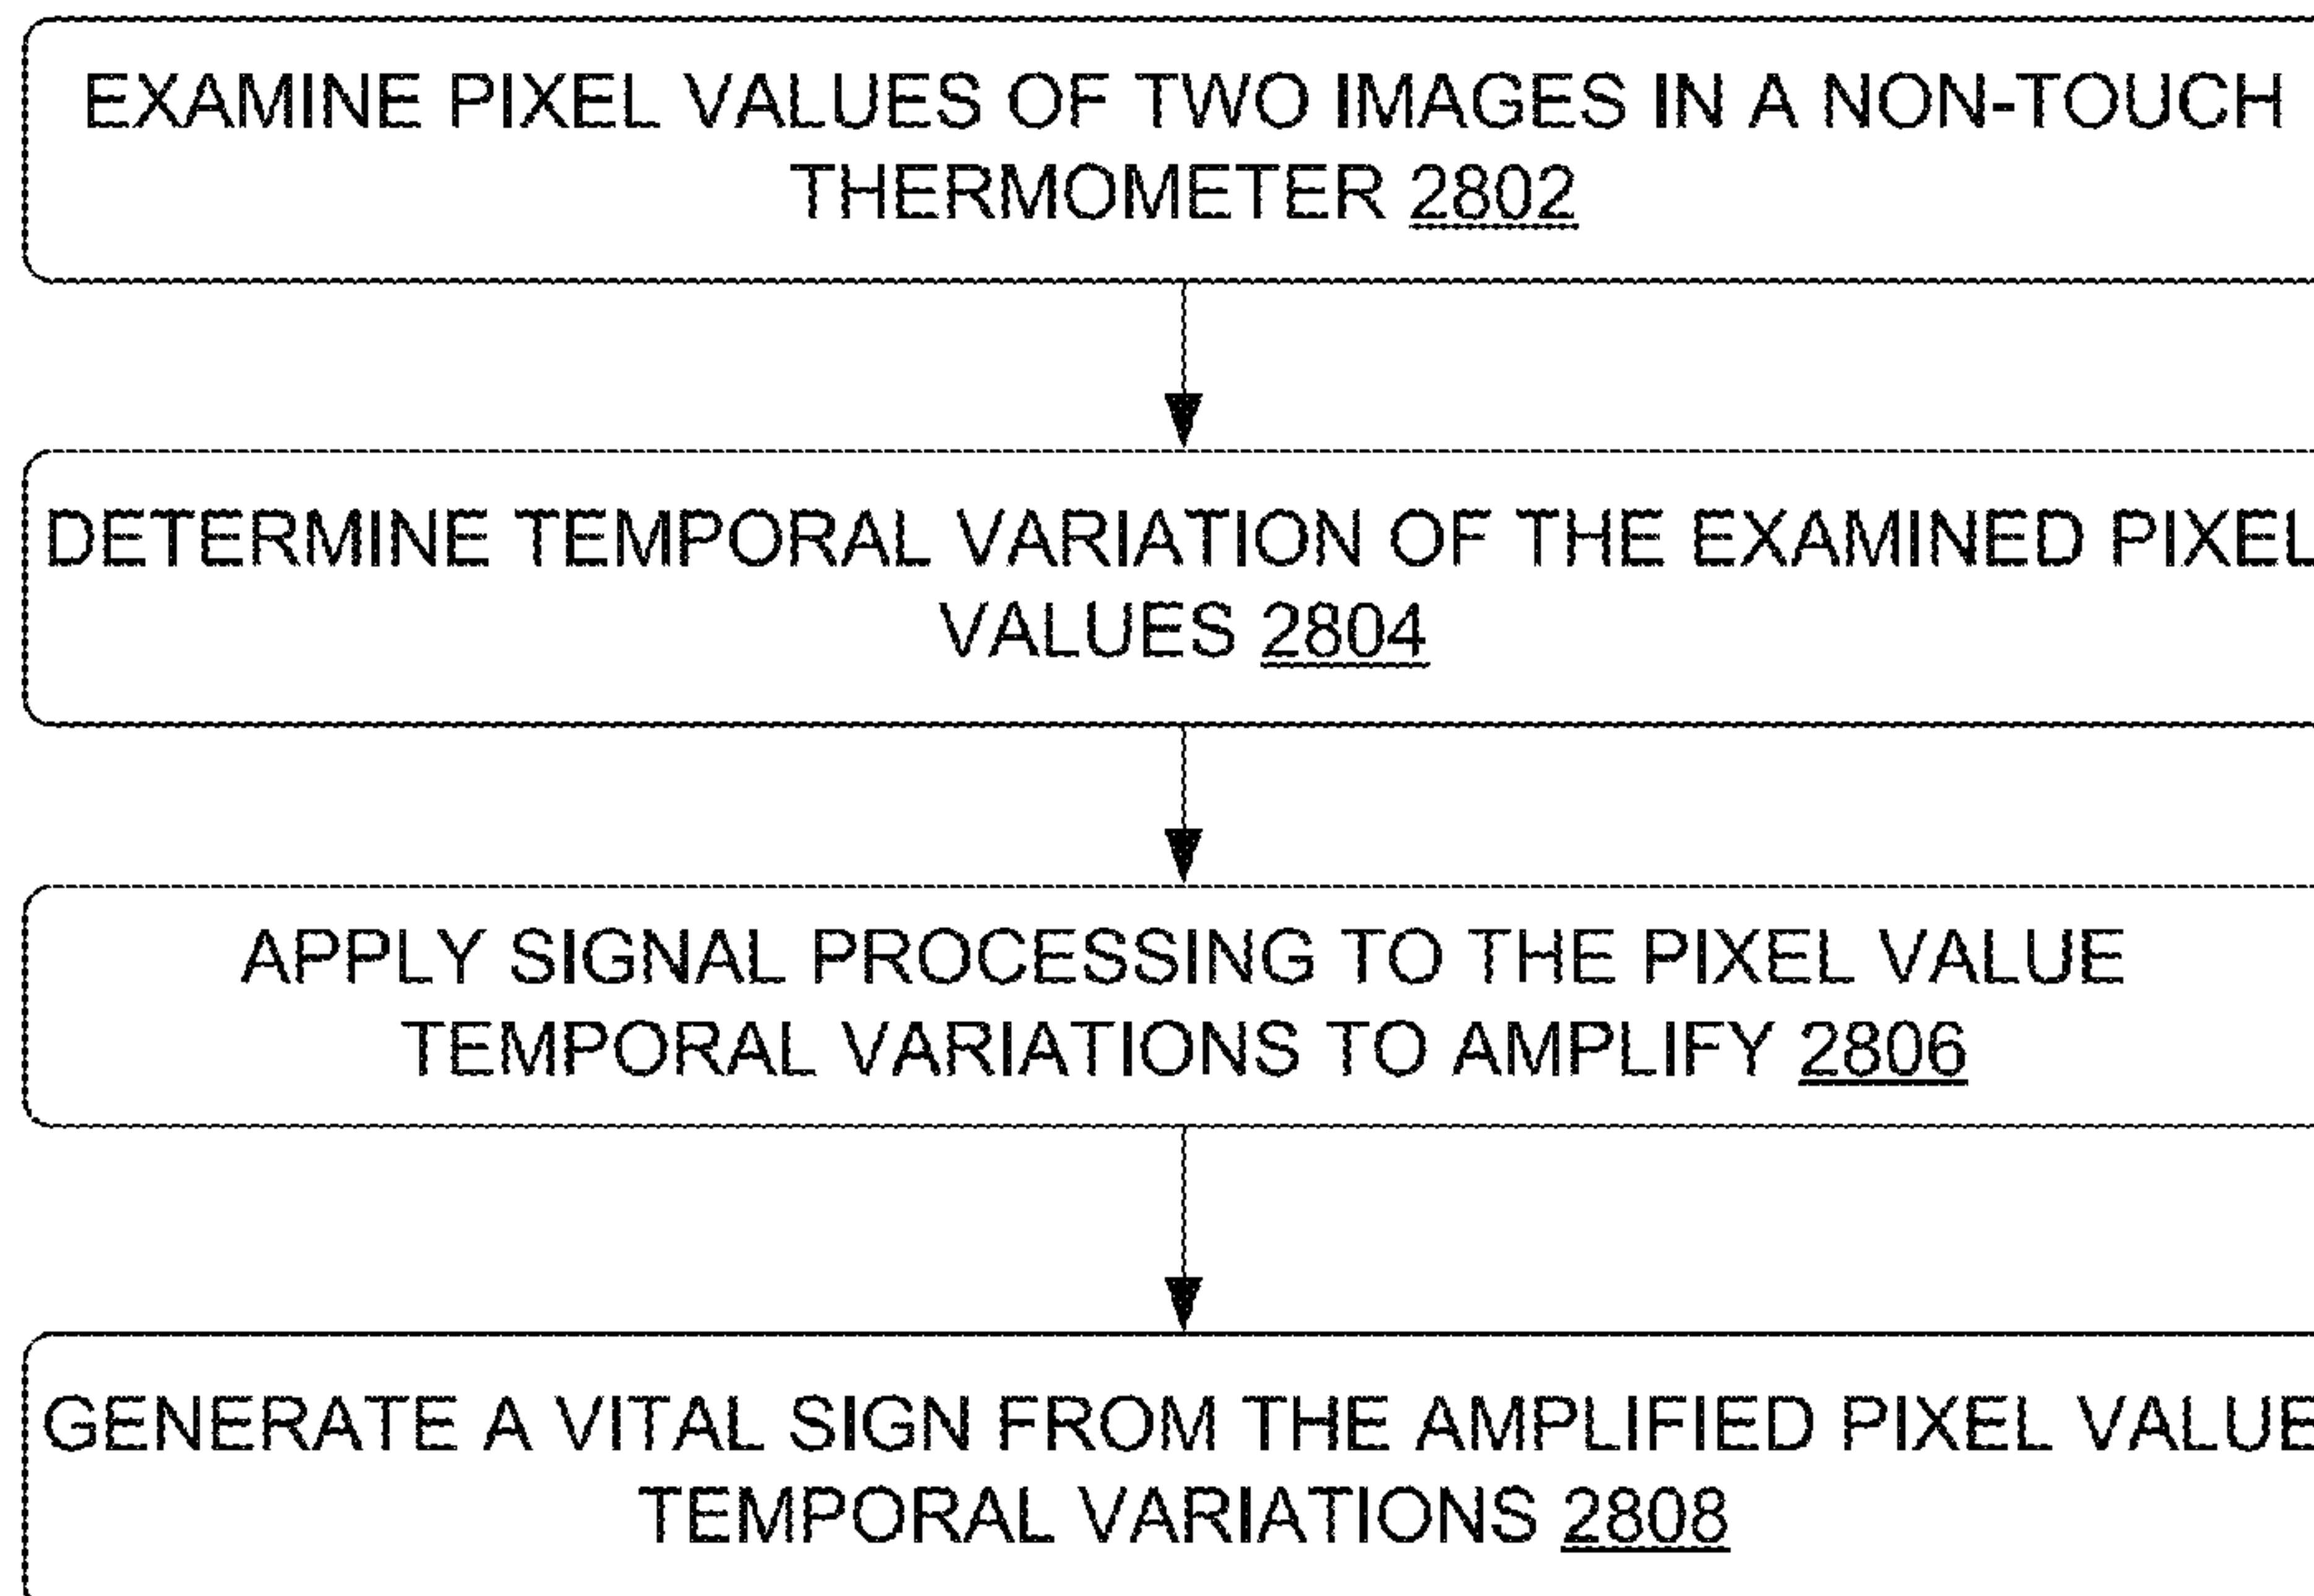 EXAMINE PIXEL VALUES OF TWO IMAGES IN A NON-TOUCH
THERMOMETER 2802
DETERMINE TEMPORAL VARIATION OF THE EXAMINED PIXEL
VALUES 2804
APPLY SIGNAL PROCESSING TO THE PIXEL VALUE
TEMPORAL VARIATIONS TO AMPLIFY 2806
GENERATE A VITAL SIGN FROM THE AMPLIFIED PIXEL VALUE
TEMPORAL VARIATIONS 2808